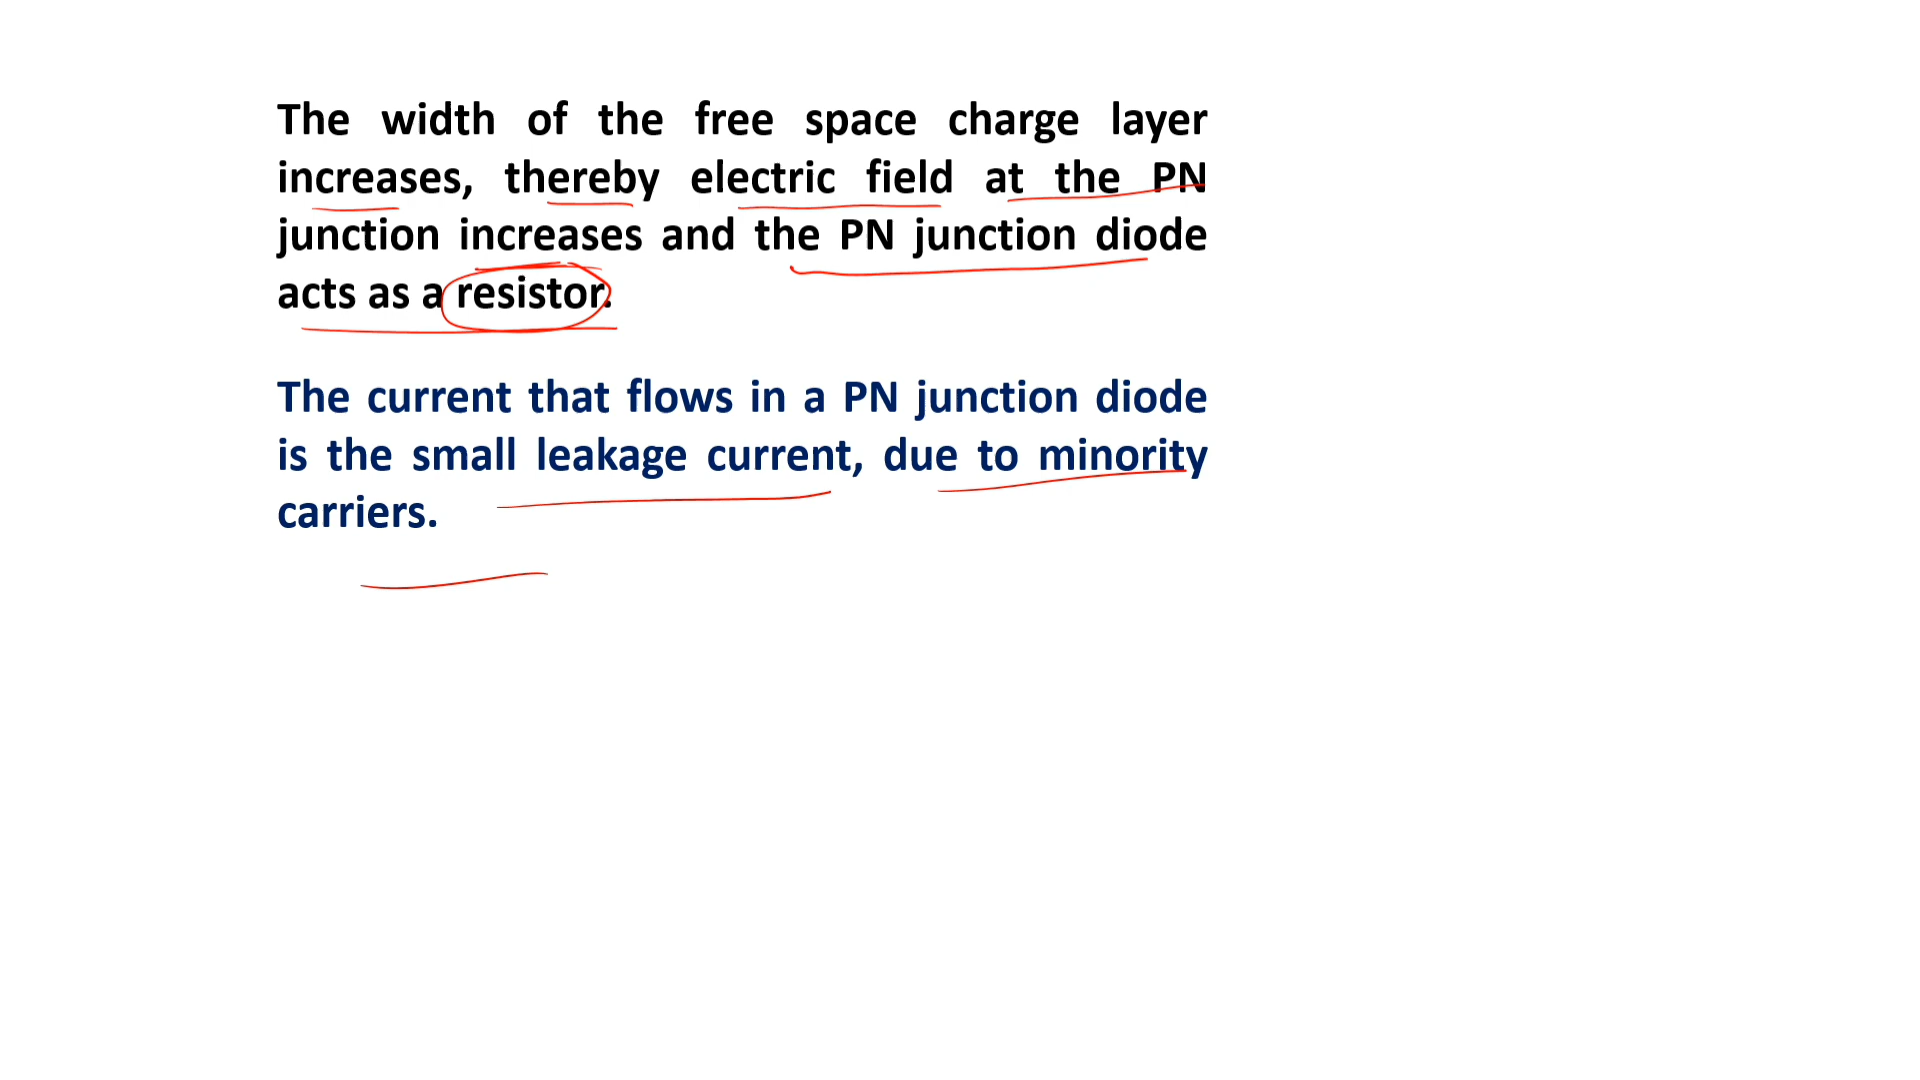 The width of the free space charge layer
increases, thereby electric field at the PN
junction increases and the PN junction diode
acts as a resistor.
The current that flows in a PN junction diode
is the small leakage current, due to minority
carriers.